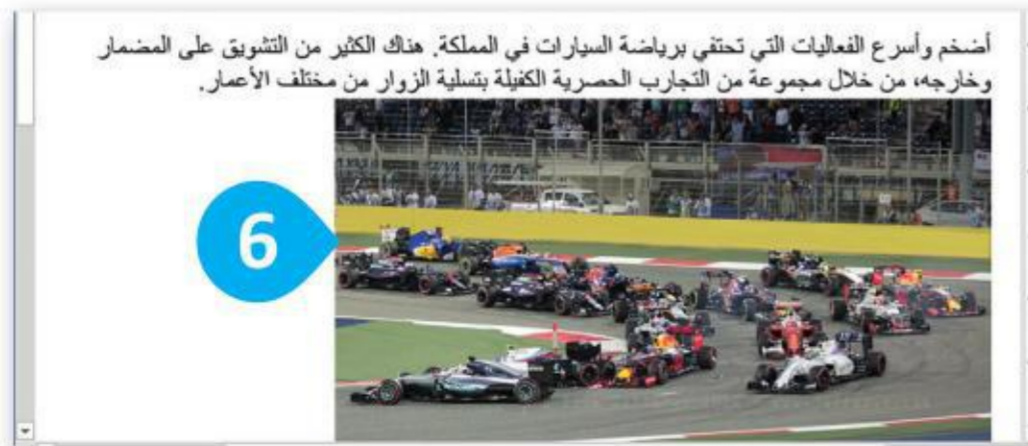 أضخم وأسرع الفعاليات التي تحتفي برياضة السيارات في المملكة. هناك الكثير من التشويق على المضمار
وخارجه، من خلال مجموعة من التجارب الحصرية الكفيلة بتسلية الزوار من مختلف الأعمار.
6